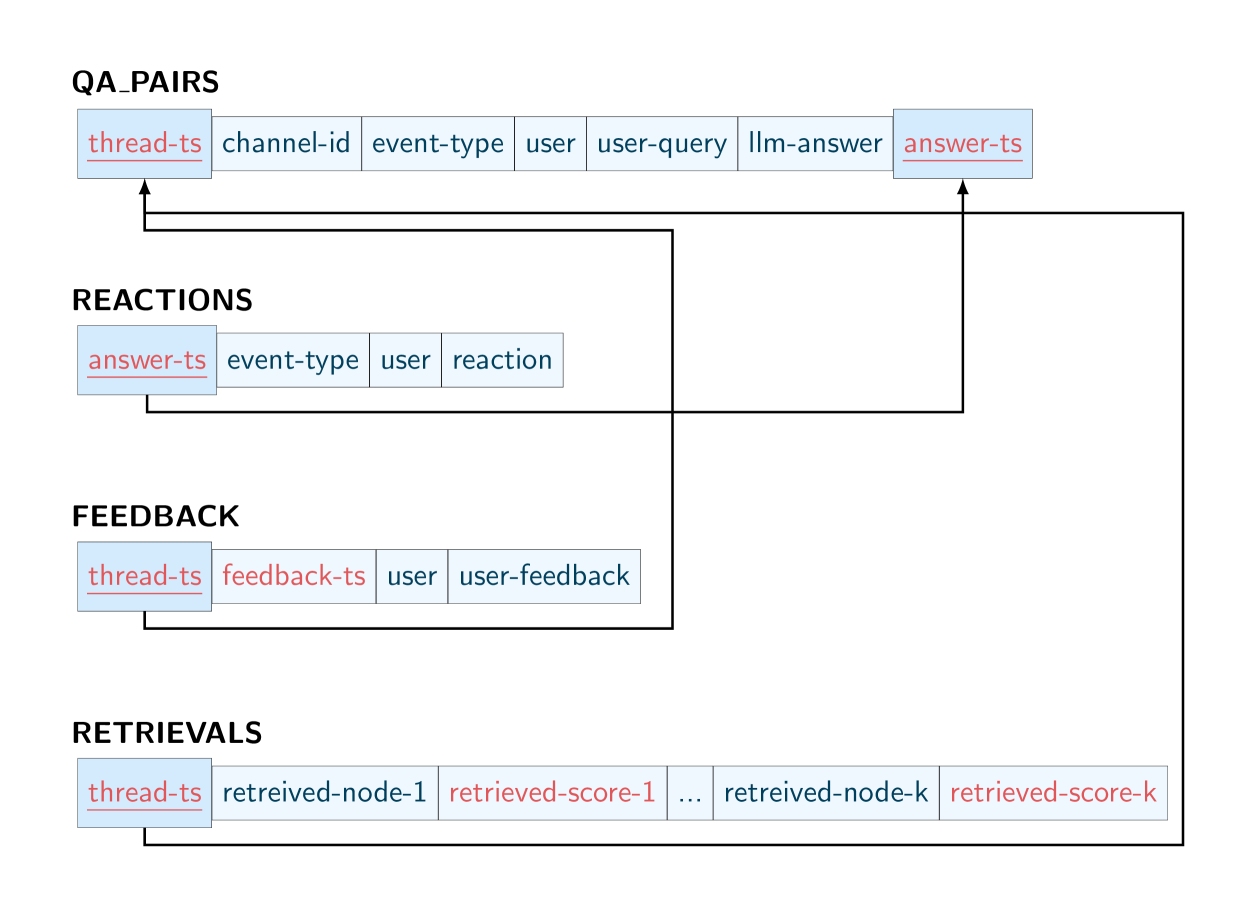 QA_PAIRS
thread-ts channel-id event-type user user-query llm-answer answer-ts
REACTIONS
answer-ts event-type user reaction
FEEDBACK
thread-ts feedback-ts user user-feedback
RETRIEVALS
thread-ts retreived-node-1 retrieved-score-1 ... retreived-node-k retrieved-score-k